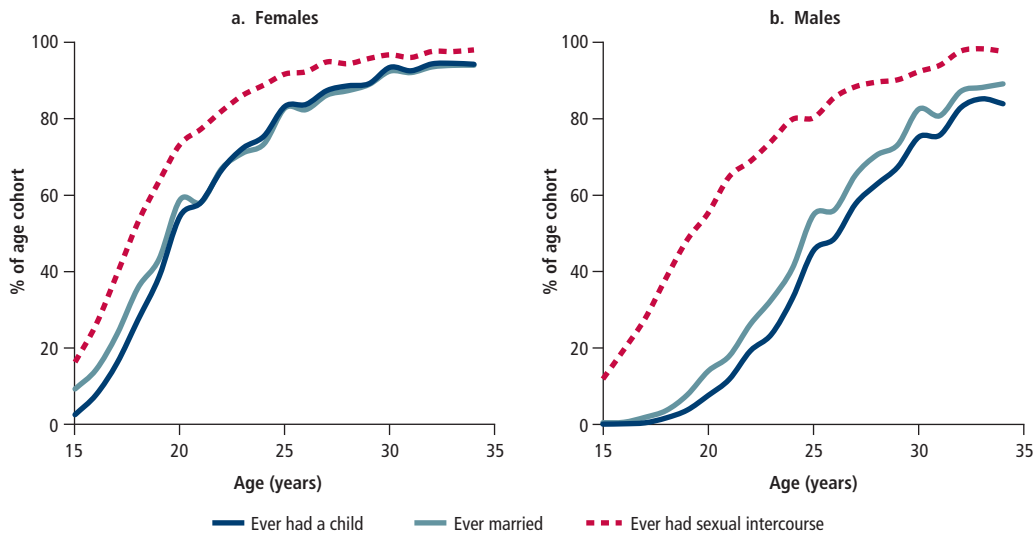 a. Females
100
80
60
40
20
0
% of age cohort
15
20
25
30
35
Age (years)
b. Males
100
80
60
40
20
0
% of age cohort
15
20
25
30
35
Age (years)
Ever had a child
Ever married
Ever had sexual intercourse